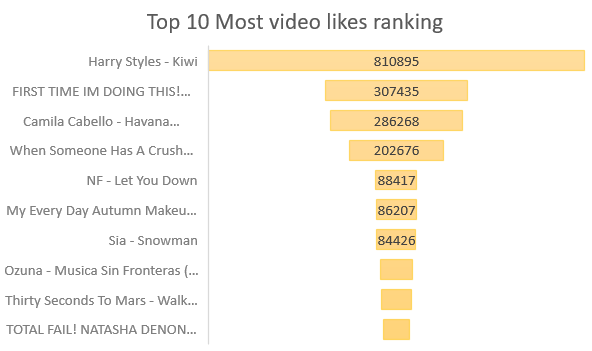 Top 10 Most video likes ranking
Harry Styles - Kiwi 810895
FIRST TIME IM DOING THIS!... 307435
Camila Cabello - Havana... 286268
When Someone Has A Crush... 202676
NF - Let You Down 88417
My Every Day Autumn Makeu... 86207
Sia - Snowman 84426
Ozuna - Musica Sin Fronteras (...
Thirty Seconds To Mars - Walk...
TOTAL FAIL! NATASHA DENON...